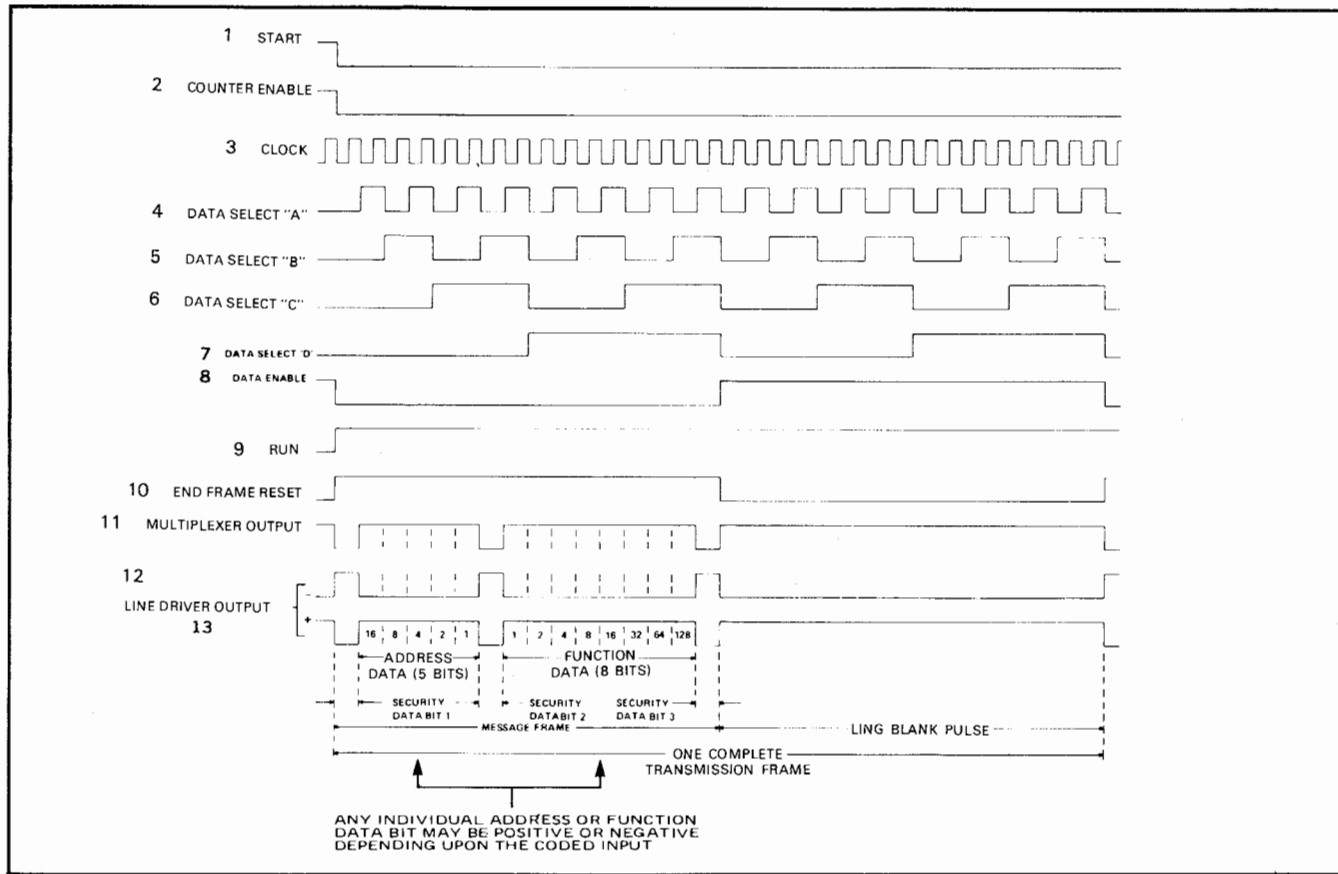 1 START
2 COUNTER ENABLE
3 CLOCK
4 DATA SELECT "A"
5 DATA SELECT "B"
6 DATA SELECT "C"
7 DATA SELECT 'D'
8 DATA ENABLE
9 RUN
10 END FRAME RESET
11 MULTIPLEXER OUTPUT
12
-
LINE DRIVER OUTPUT
+
13
16 8 4 2 1 1 2 4 8 16 32 64 128
ADDRESS FUNCTION
DATA (5 BITS) DATA (8 BITS)
SECURITY SECURITY SECURITY
DATA BIT 1 DATABIT 2 DATA BIT 3
MESSAGE FRAME LING BLANK PULSE
ONE COMPLETE
TRANSMISSION FRAME
ANY INDIVIDUAL ADDRESS OR FUNCTION
DATA BIT MAY BE POSITIVE OR NEGATIVE
DEPENDING UPON THE CODED INPUT